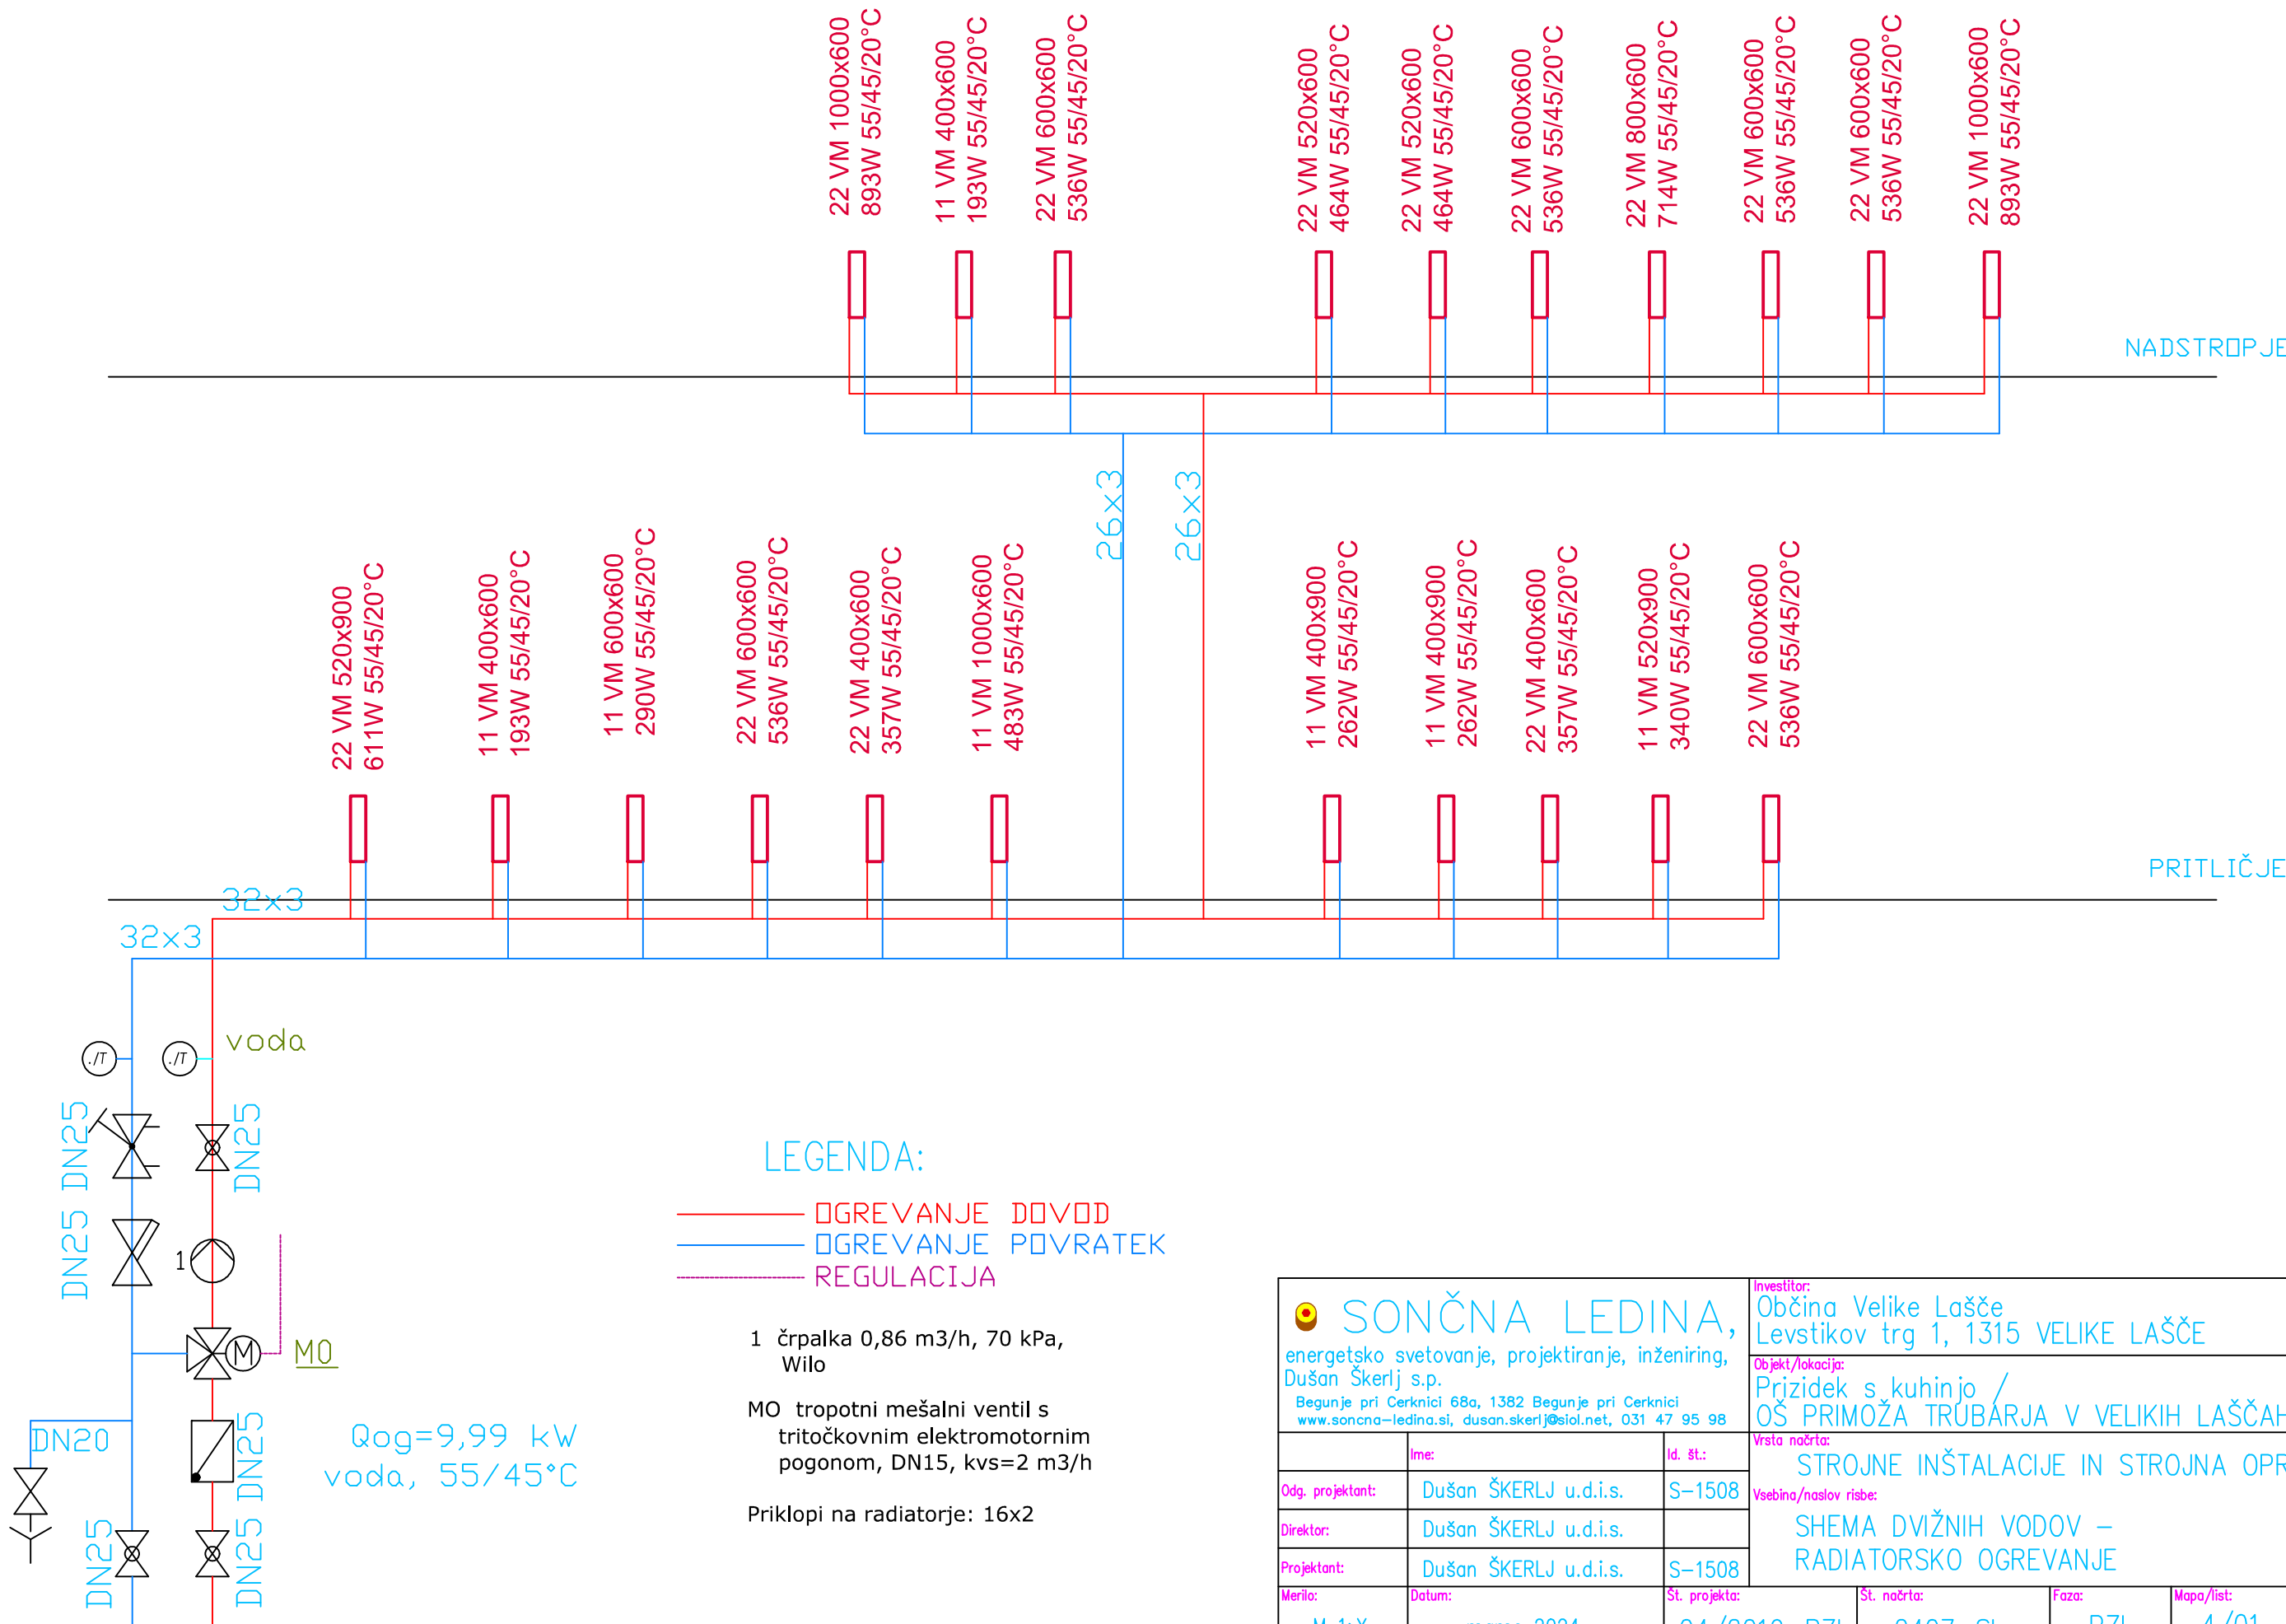 22 VM 1000x600
893W 55/45/20°C
11 VM 400x600
193W 55/45/20°C
22 VM 600x600
536W 55/45/20°C
22 VM 520x600
464W 55/45/20°C
22 VM 520x600
464W 55/45/20°C
22 VM 600x600
536W 55/45/20°C
22 VM 800x600
714W 55/45/20°C
22 VM 600x600
536W 55/45/20°C
22 VM 600x600
536W 55/45/20°C
22 VM 1000x600
893W 55/45/20°C
NADSTROPJE
26x3
26x3
22 VM 520x900
611W 55/45/20°C
11 VM 400x600
193W 55/45/20°C
11 VM 600x600
290W 55/45/20°C
22 VM 600x600
536W 55/45/20°C
22 VM 400x600
357W 55/45/20°C
11 VM 1000x600
483W 55/45/20°C
11 VM 400x900
262W 55/45/20°C
11 VM 400x900
262W 55/45/20°C
22 VM 400x600
357W 55/45/20°C
11 VM 520x900
340W 55/45/20°C
22 VM 600x600
536W 55/45/20°C
PRITLIČJE
32x3
32x3
voda
./T
./T
DN25
DN25
DN25
1
M
MO
DN20
DN25
DN25
DN25
Qog=9,99 kW
voda, 55/45°C
LEGENDA:
OGREVANJE DOVOD
OGREVANJE POVRATEK
REGULACIJA
1 črpalka 0,86 m3/h, 70 kPa,
Wilo
MO tropotni mešalni ventil s
tritočkovnim elektromotornim
pogonom, DN15, kvs=2 m3/h
Priklopi na radiatorje: 16x2
SONČNA LEDINA,
energetsko svetovanje, projektiranje, inženiring,
Dušan Škerlj s.p.
Begunje pri Cerknici 68a, 1382 Begunje pri Cerknici
www.soncna-ledina.si, dusan.skerlj@siol.net, 031 47 95 98
Investitor:
Občina Velike Lašče
Levstikov trg 1, 1315 VELIKE LAŠČE
Objekt/lokacija:
Prizidek s kuhinjo /
OŠ PRIMOŽA TRUBARJA V VELIKIH LAŠČAH
Vrsta načrta:
STROJNE INŠTALACIJE IN STROJNA OPR
Vsebina/naslov risbe:
SHEMA DVIŽNIH VODOV -
RADIATORSKO OGREVANJE
Ime:
Id. št.:
Odg. projektant:
Dušan ŠKERLJ u.d.i.s.
S-1508
Direktor:
Dušan ŠKERLJ u.d.i.s.
Projektant:
Dušan ŠKERLJ u.d.i.s.
S-1508
Merilo:
Datum:
Št. projekta:
Št. načrta:
Faza:
Mapa/list: